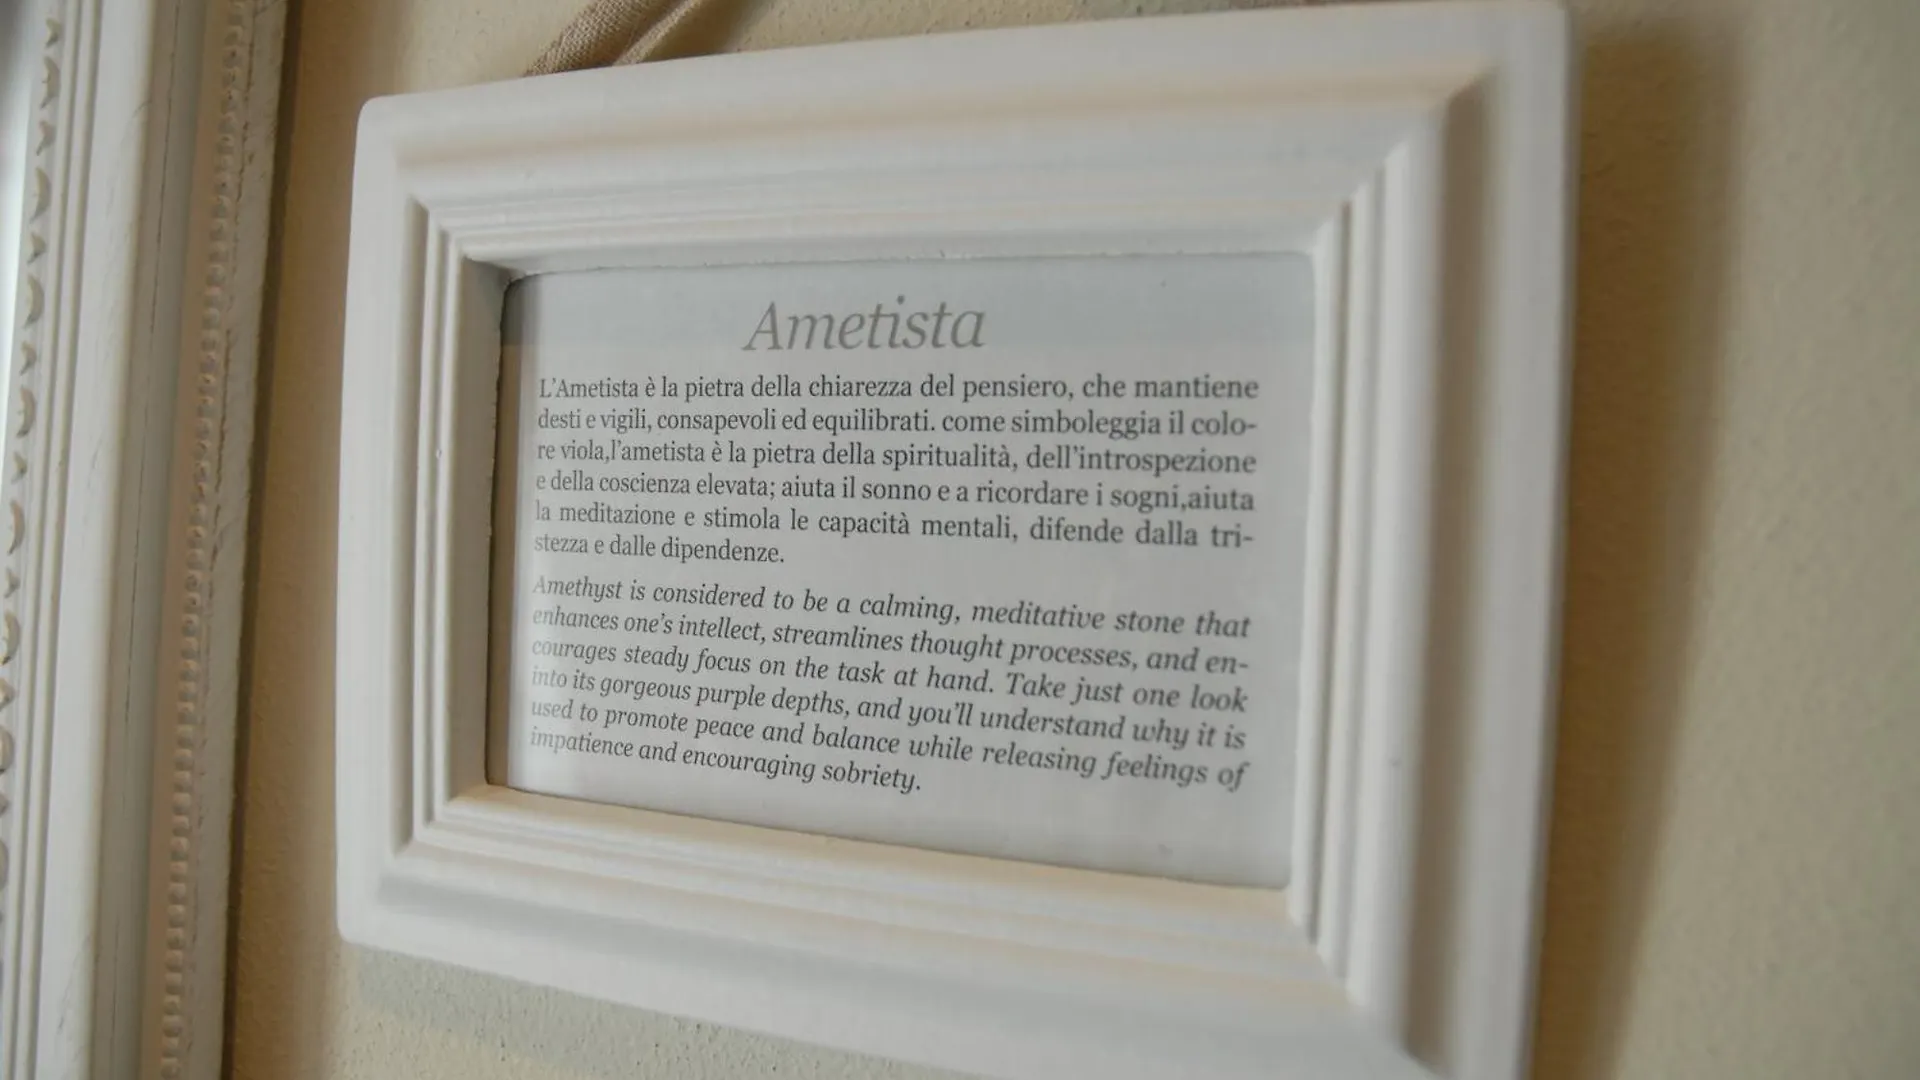 Ametista
L'Ametista è la pietra della chiarezza del pensiero, che mantiene
desti e vigili, consapevoli ed equilibrati. come simboleggia il colo-
re viola,l'ametista è la pietra della spiritualità, dell'introspezione
e della coscienza elevata; aiuta il sonno e a ricordare i sogni,aiuta
la meditazione e stimola le capacità mentali, difende dalla tri-
stezza e dalle dipendenze.
Amethyst is considered to be a calming, meditative stone that
enhances one's intellect, streamlines thought processes, and en-
courages steady focus on the task at hand. Take just one look
into its gorgeous purple depths, and you'll understand why it is
used to promote peace and balance while releasing feelings of
impatience and encouraging sobriety.